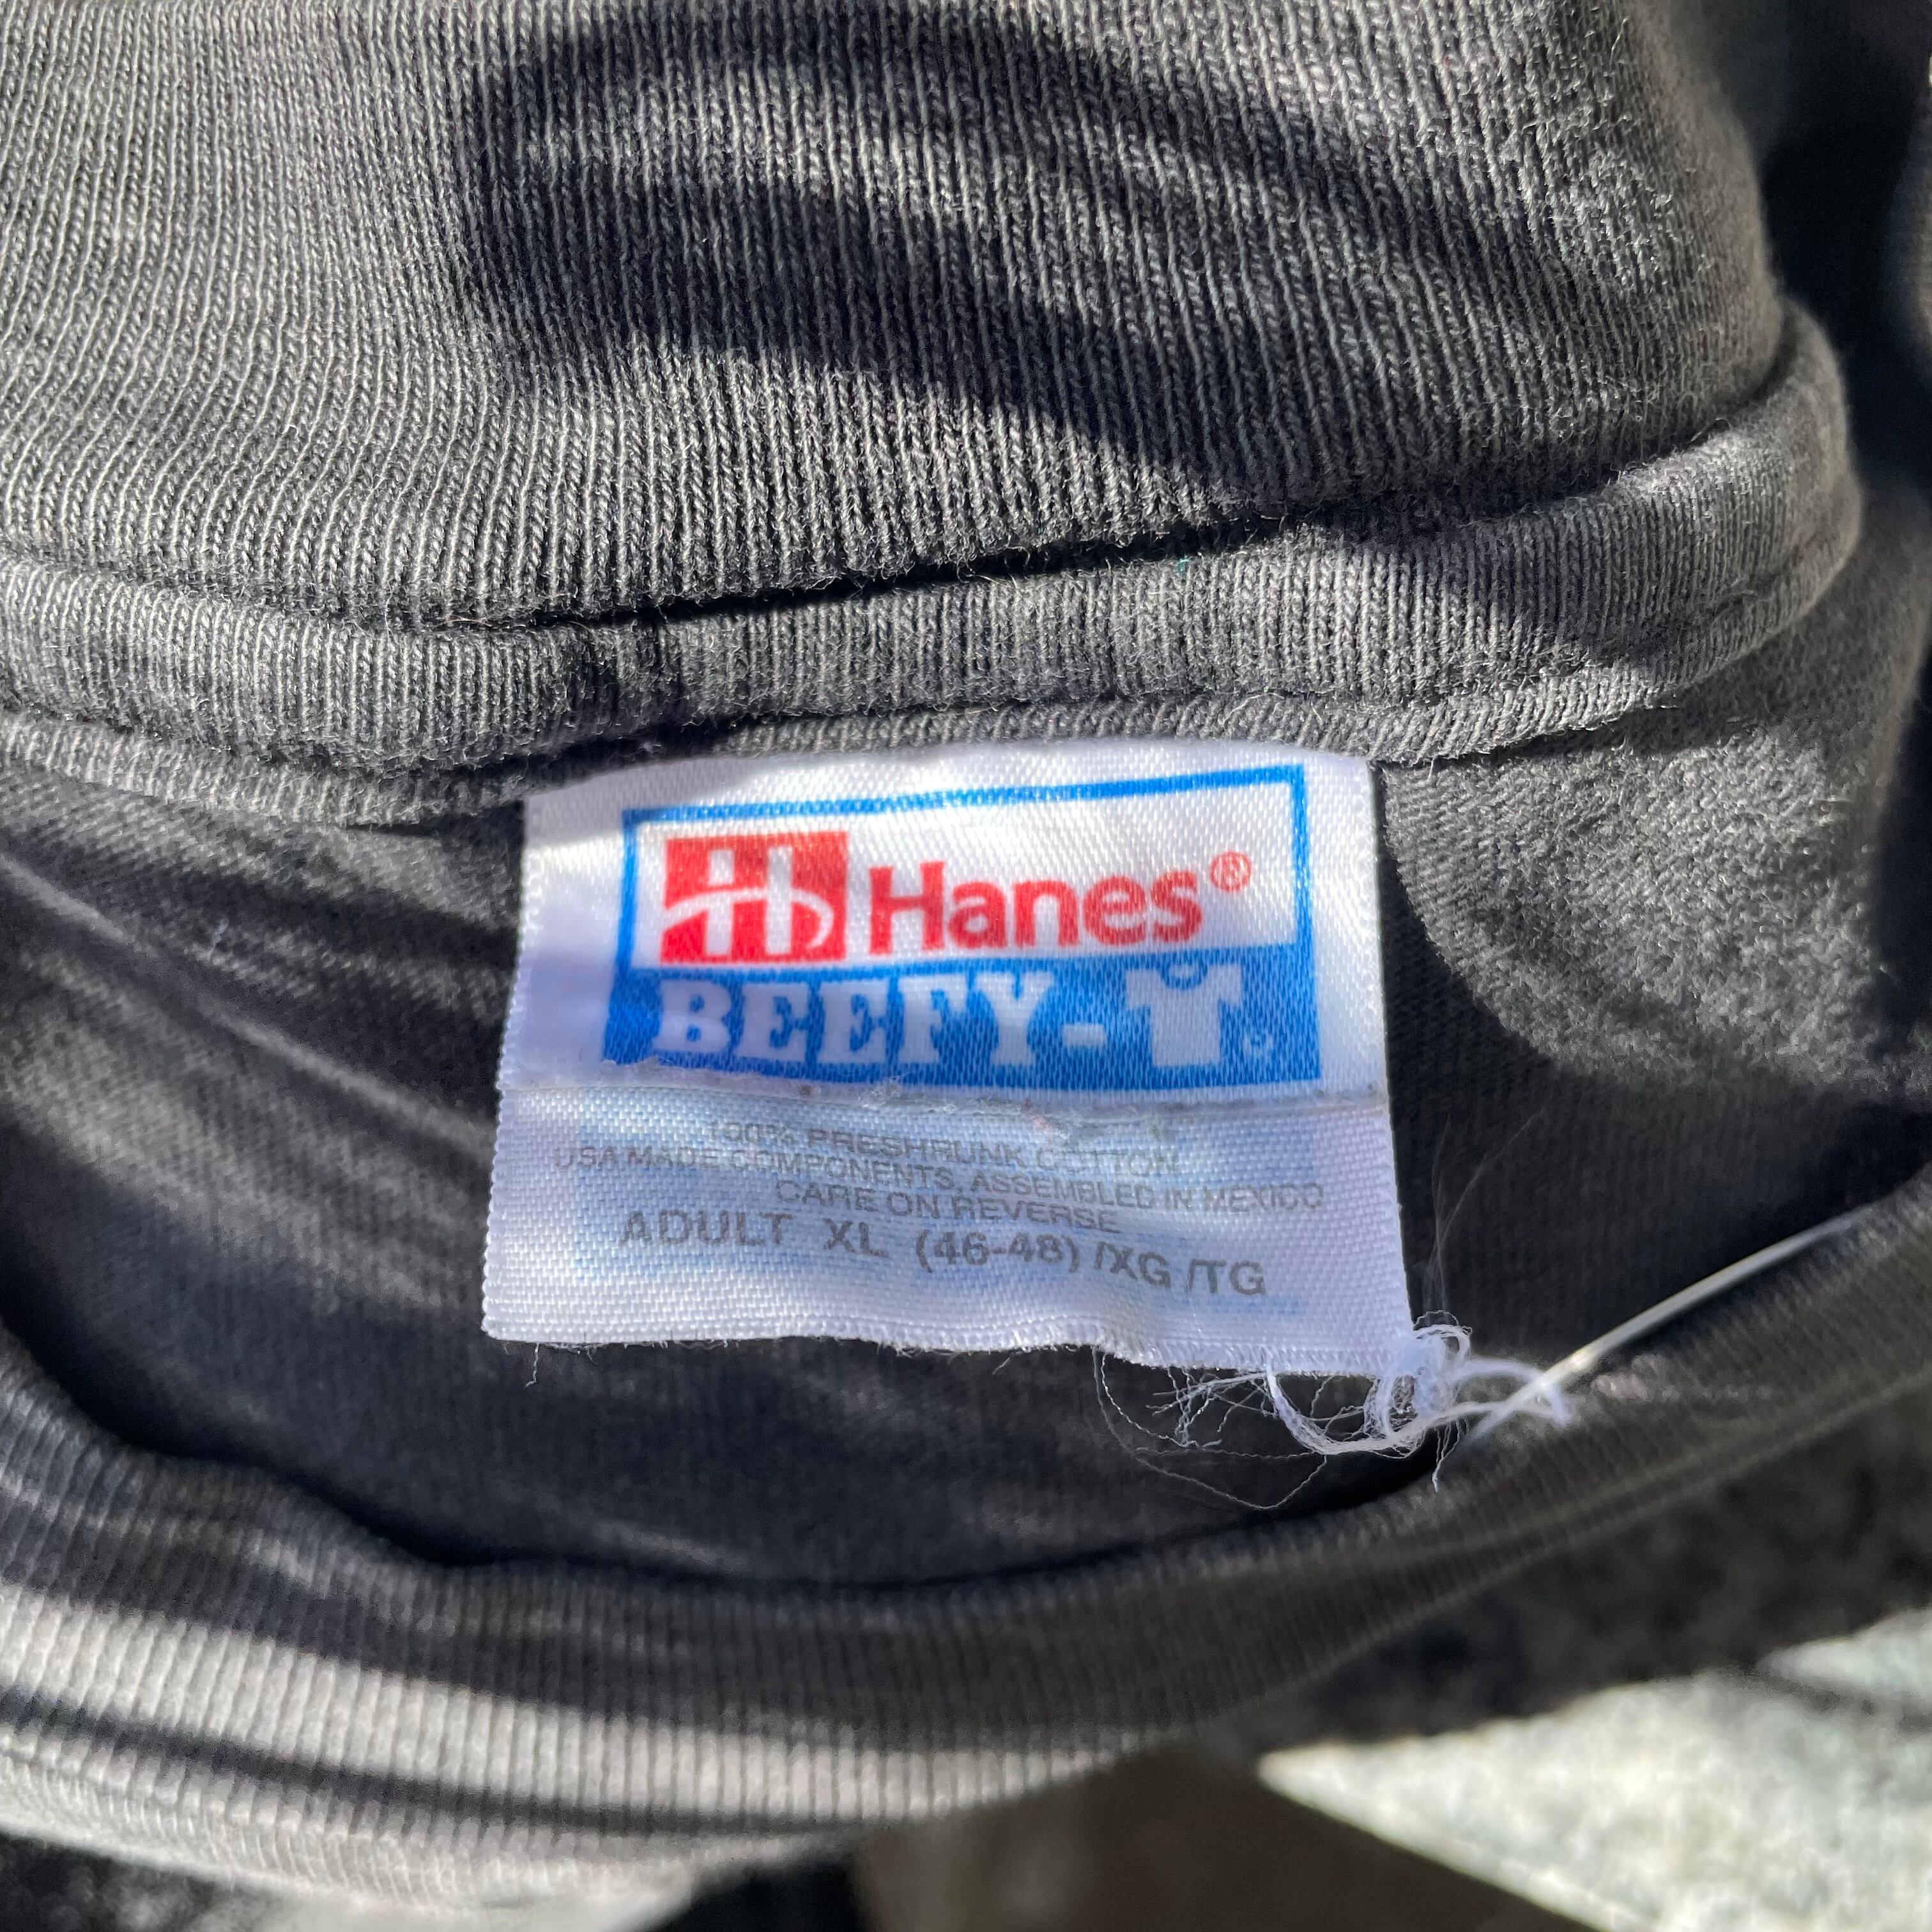 Hanes®
BEEFY-
100% PRESHRUNK COTTON
USA MADE COMPONENTS, ASSEMBLED IN MEXICO
CARE ON REVERSE
ADULT XL (46-48) /XG /TG